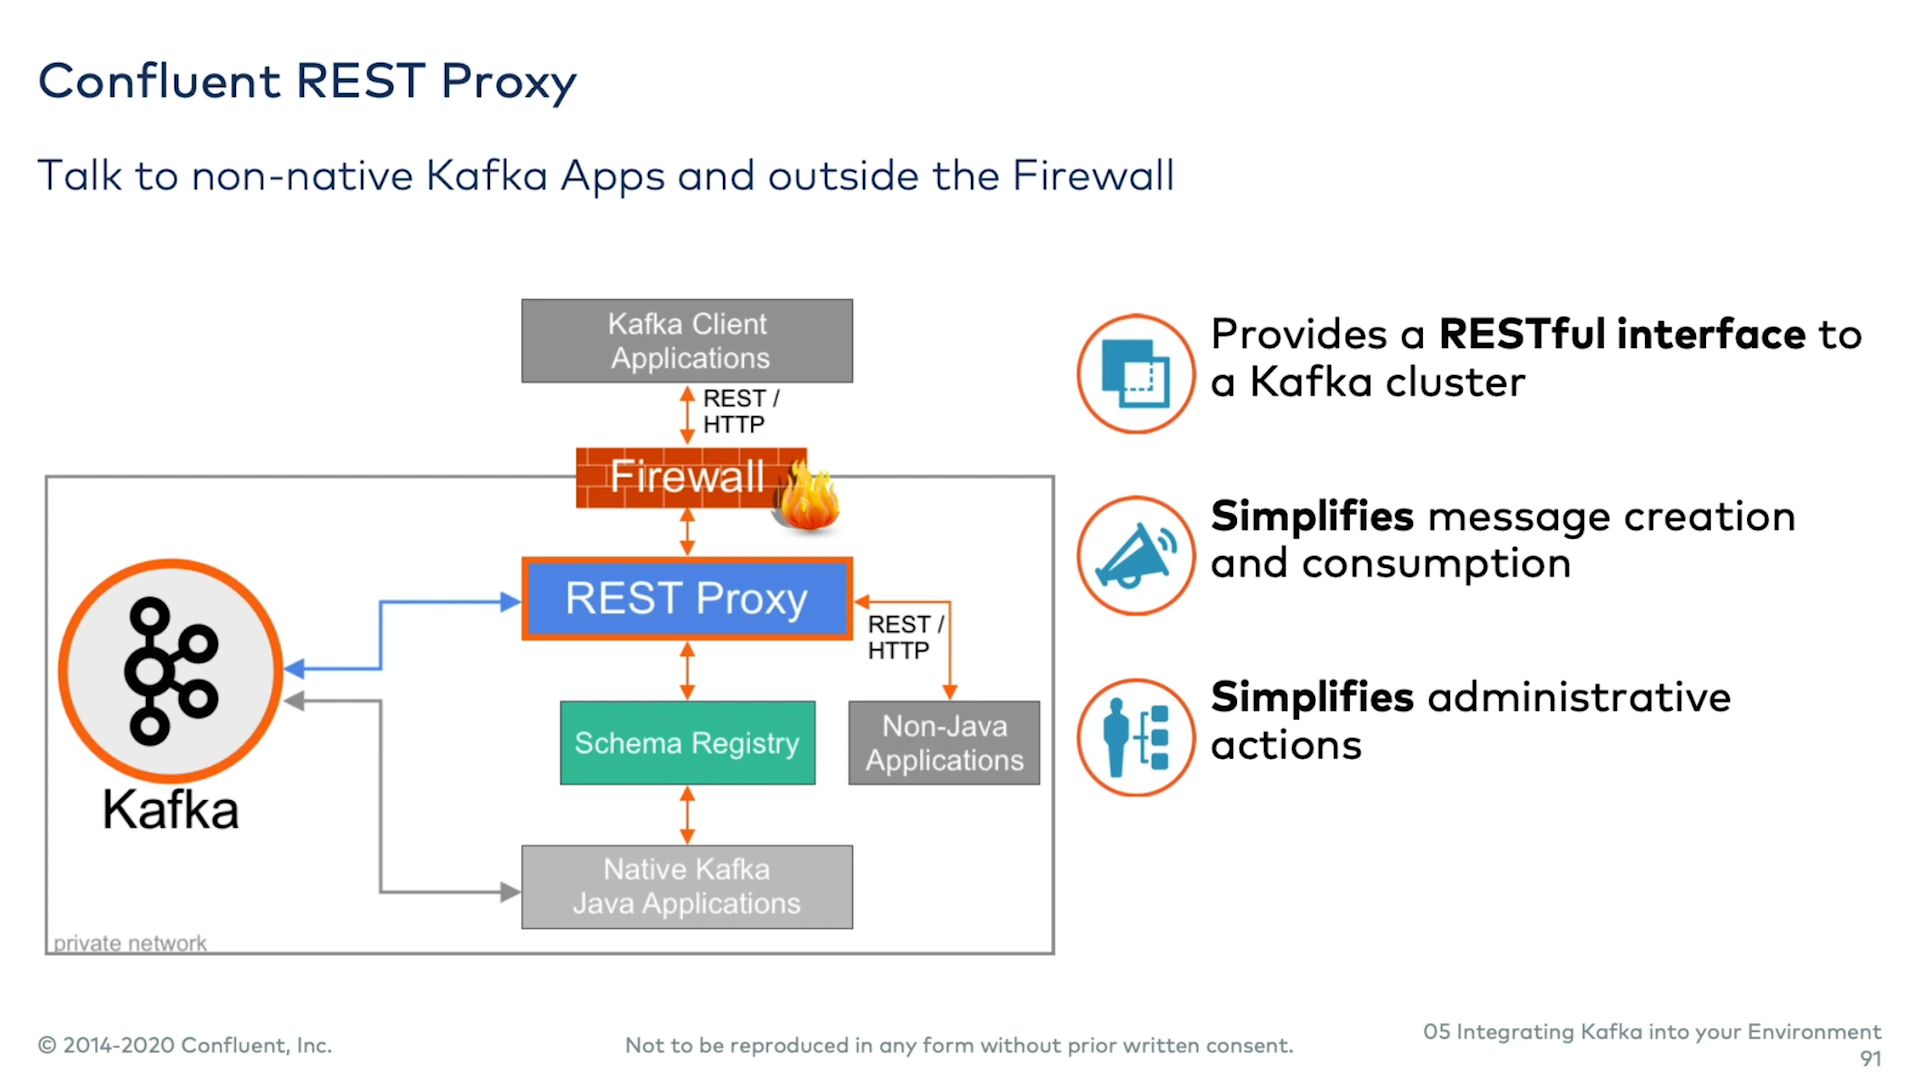 Confluent REST Proxy
Talk to non-native Kafka Apps and outside the Firewall
Kafka Client
Applications
REST /
HTTP
Firewall
REST Proxy
REST /
HTTP
Schema Registry
Non-Java
Applications
Kafka
Native Kafka
Java Applications
private network
Provides a RESTful interface to
a Kafka cluster
Simplifies message creation
and consumption
Simplifies administrative
actions
© 2014-2020 Confluent, Inc.
Not to be reproduced in any form without prior written consent.
05 Integrating Kafka into your Environment
91